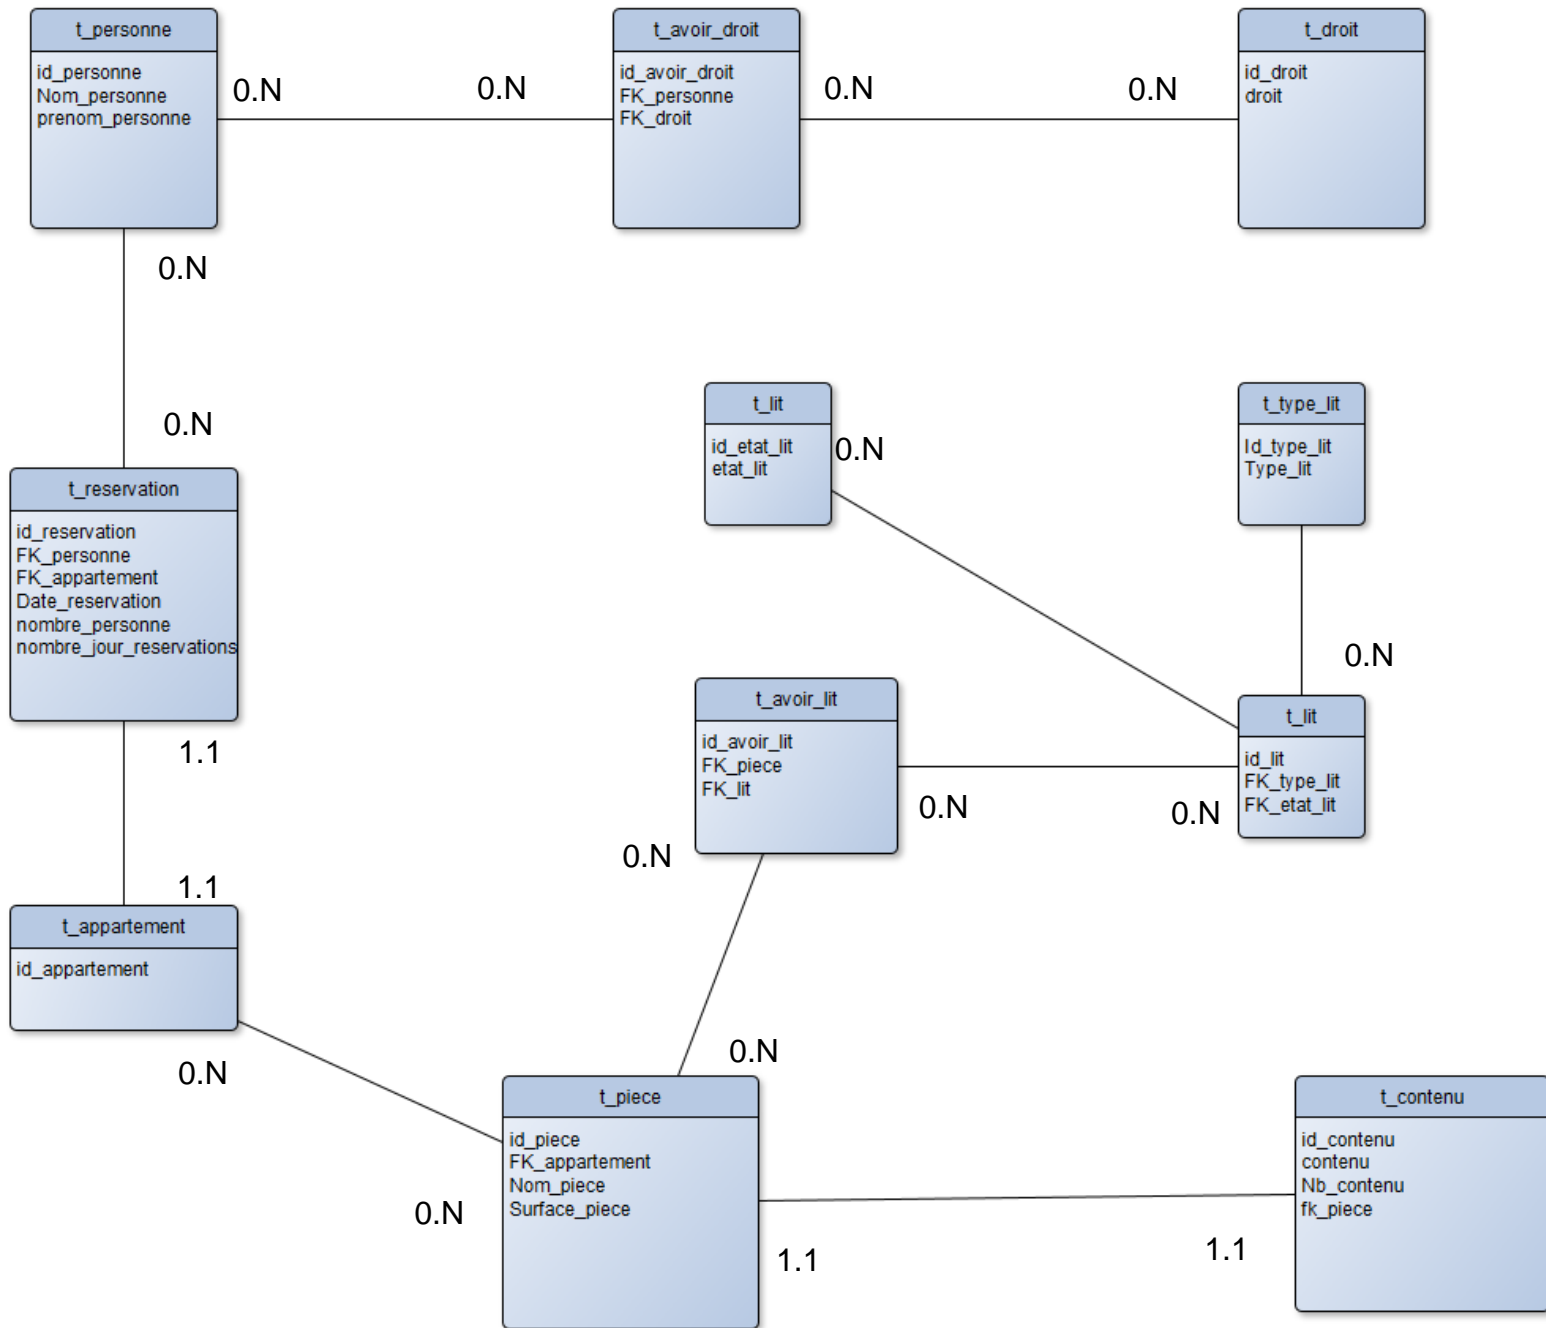 t_personne
id_personne
Nom_personne
prenom_personne
0.N
0.N
t_avoir_droit
id_avoir_droit
FK_personne
FK_droit
0.N
0.N
t_droit
id_droit
droit
0.N
0.N
t_reservation
id_reservation
FK_personne
FK_appartement
Date_reservation
nombre_personne
nombre_jour_reservations
1.1
1.1
t_appartement
id_appartement
0.N
t_lit
id_etat_lit
etat_lit
0.N
t_type_lit
Id_type_lit
Type_lit
0.N
t_lit
id_lit
FK_type_lit
FK_etat_lit
0.N
0.N
t_avoir_lit
id_avoir_lit
FK_piece
FK_lit
0.N
0.N
t_piece
id_piece
FK_appartement
Nom_piece
Surface_piece
0.N
1.1
1.1
t_contenu
id_contenu
contenu
Nb_contenu
fk_piece